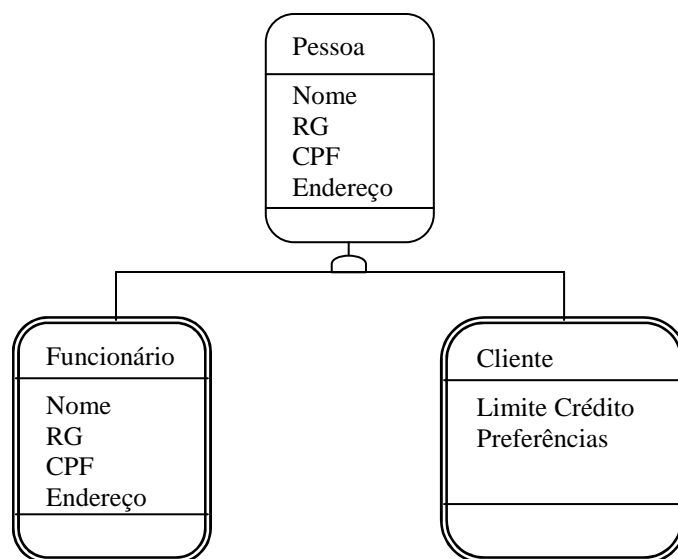 Pessoa
Nome
RG
CPF
Endereço
Funcionário
Nome
RG
CPF
Endereço
Cliente
Limite Crédito
Preferências